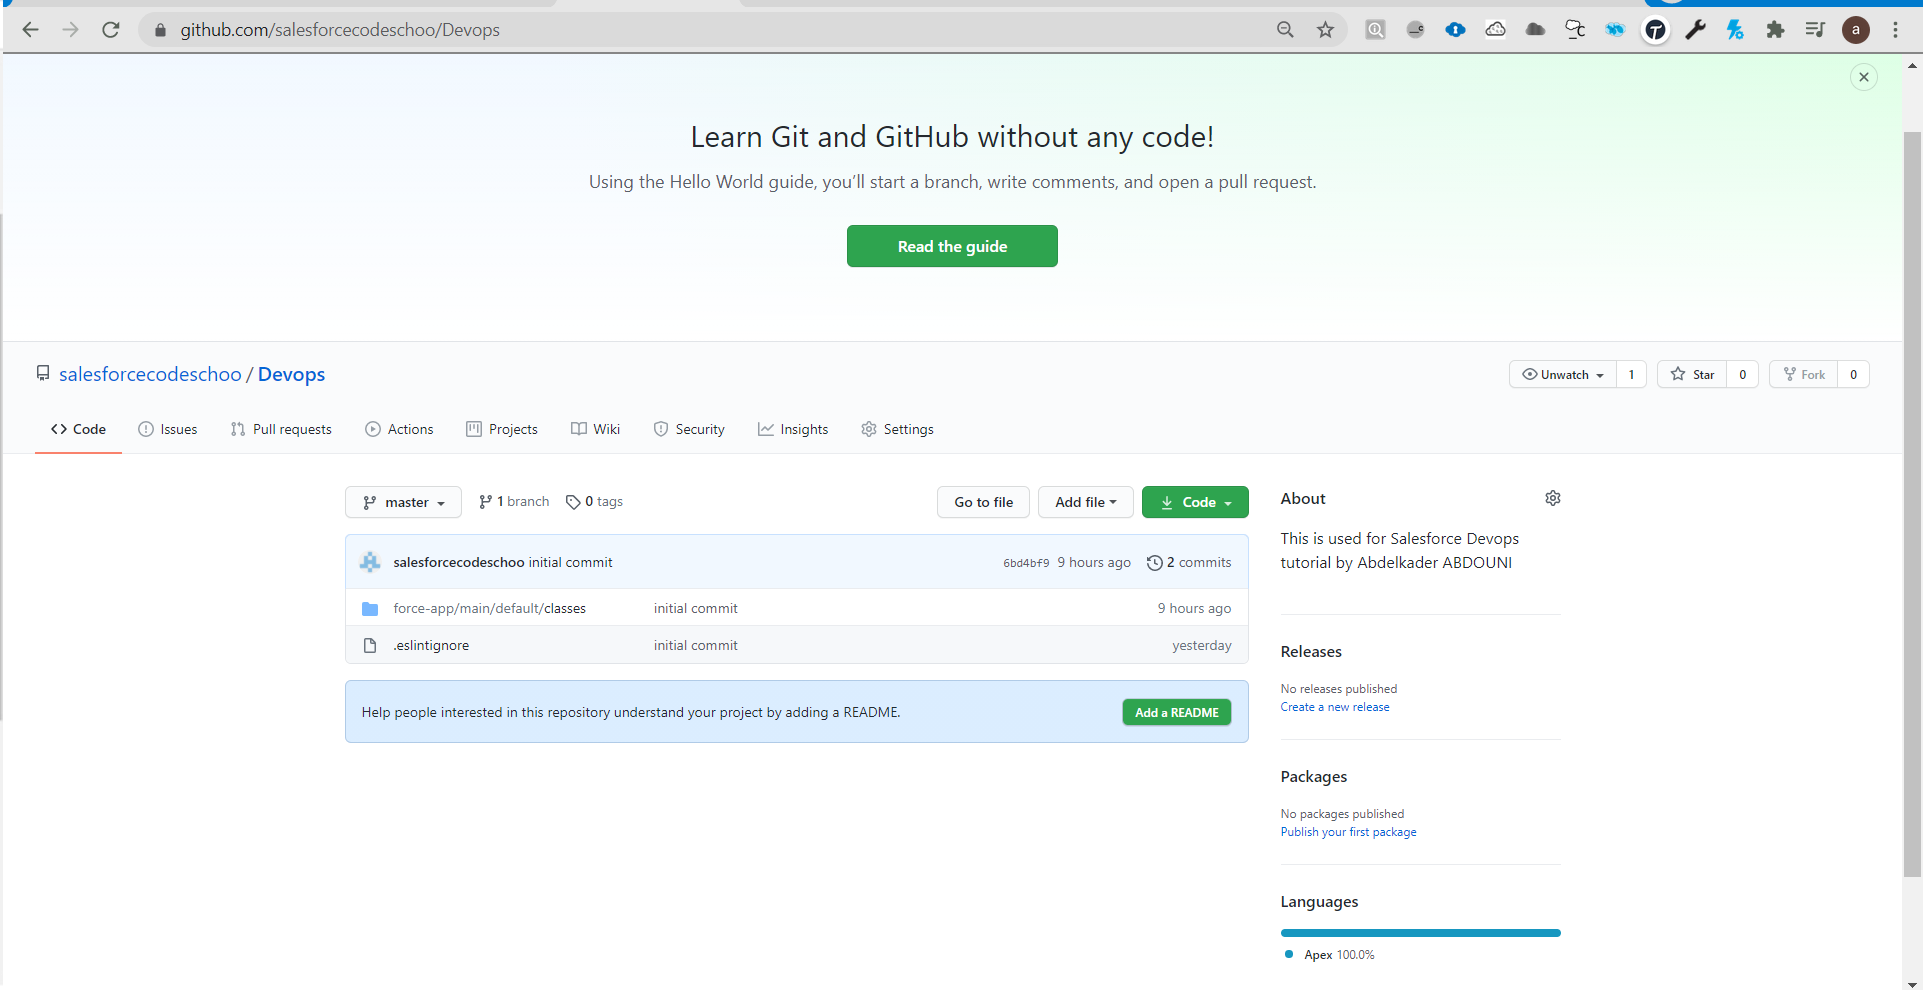 github.com/salesforcecodeschoo/Devops
a
Learn Git and GitHub without any code!
Using the Hello World guide, you’ll start a branch, write comments, and open a pull request.
Read the guide
salesforcecodeschoo / Devops
Unwatch 1 Star 0 Fork 0
Code Issues Pull requests Actions Projects Wiki Security Insights Settings
master 1 branch 0 tags Go to file Add file Code
salesforcecodeschoo initial commit 6bd4bf9 9 hours ago 2 commits
force-app/main/default/classes initial commit 9 hours ago
.eslintignore initial commit yesterday
Help people interested in this repository understand your project by adding a README. Add a README
About
This is used for Salesforce Devops
tutorial by Abdelkader ABDOUNI
Releases
No releases published
Create a new release
Packages
No packages published
Publish your first package
Languages
Apex 100.0%